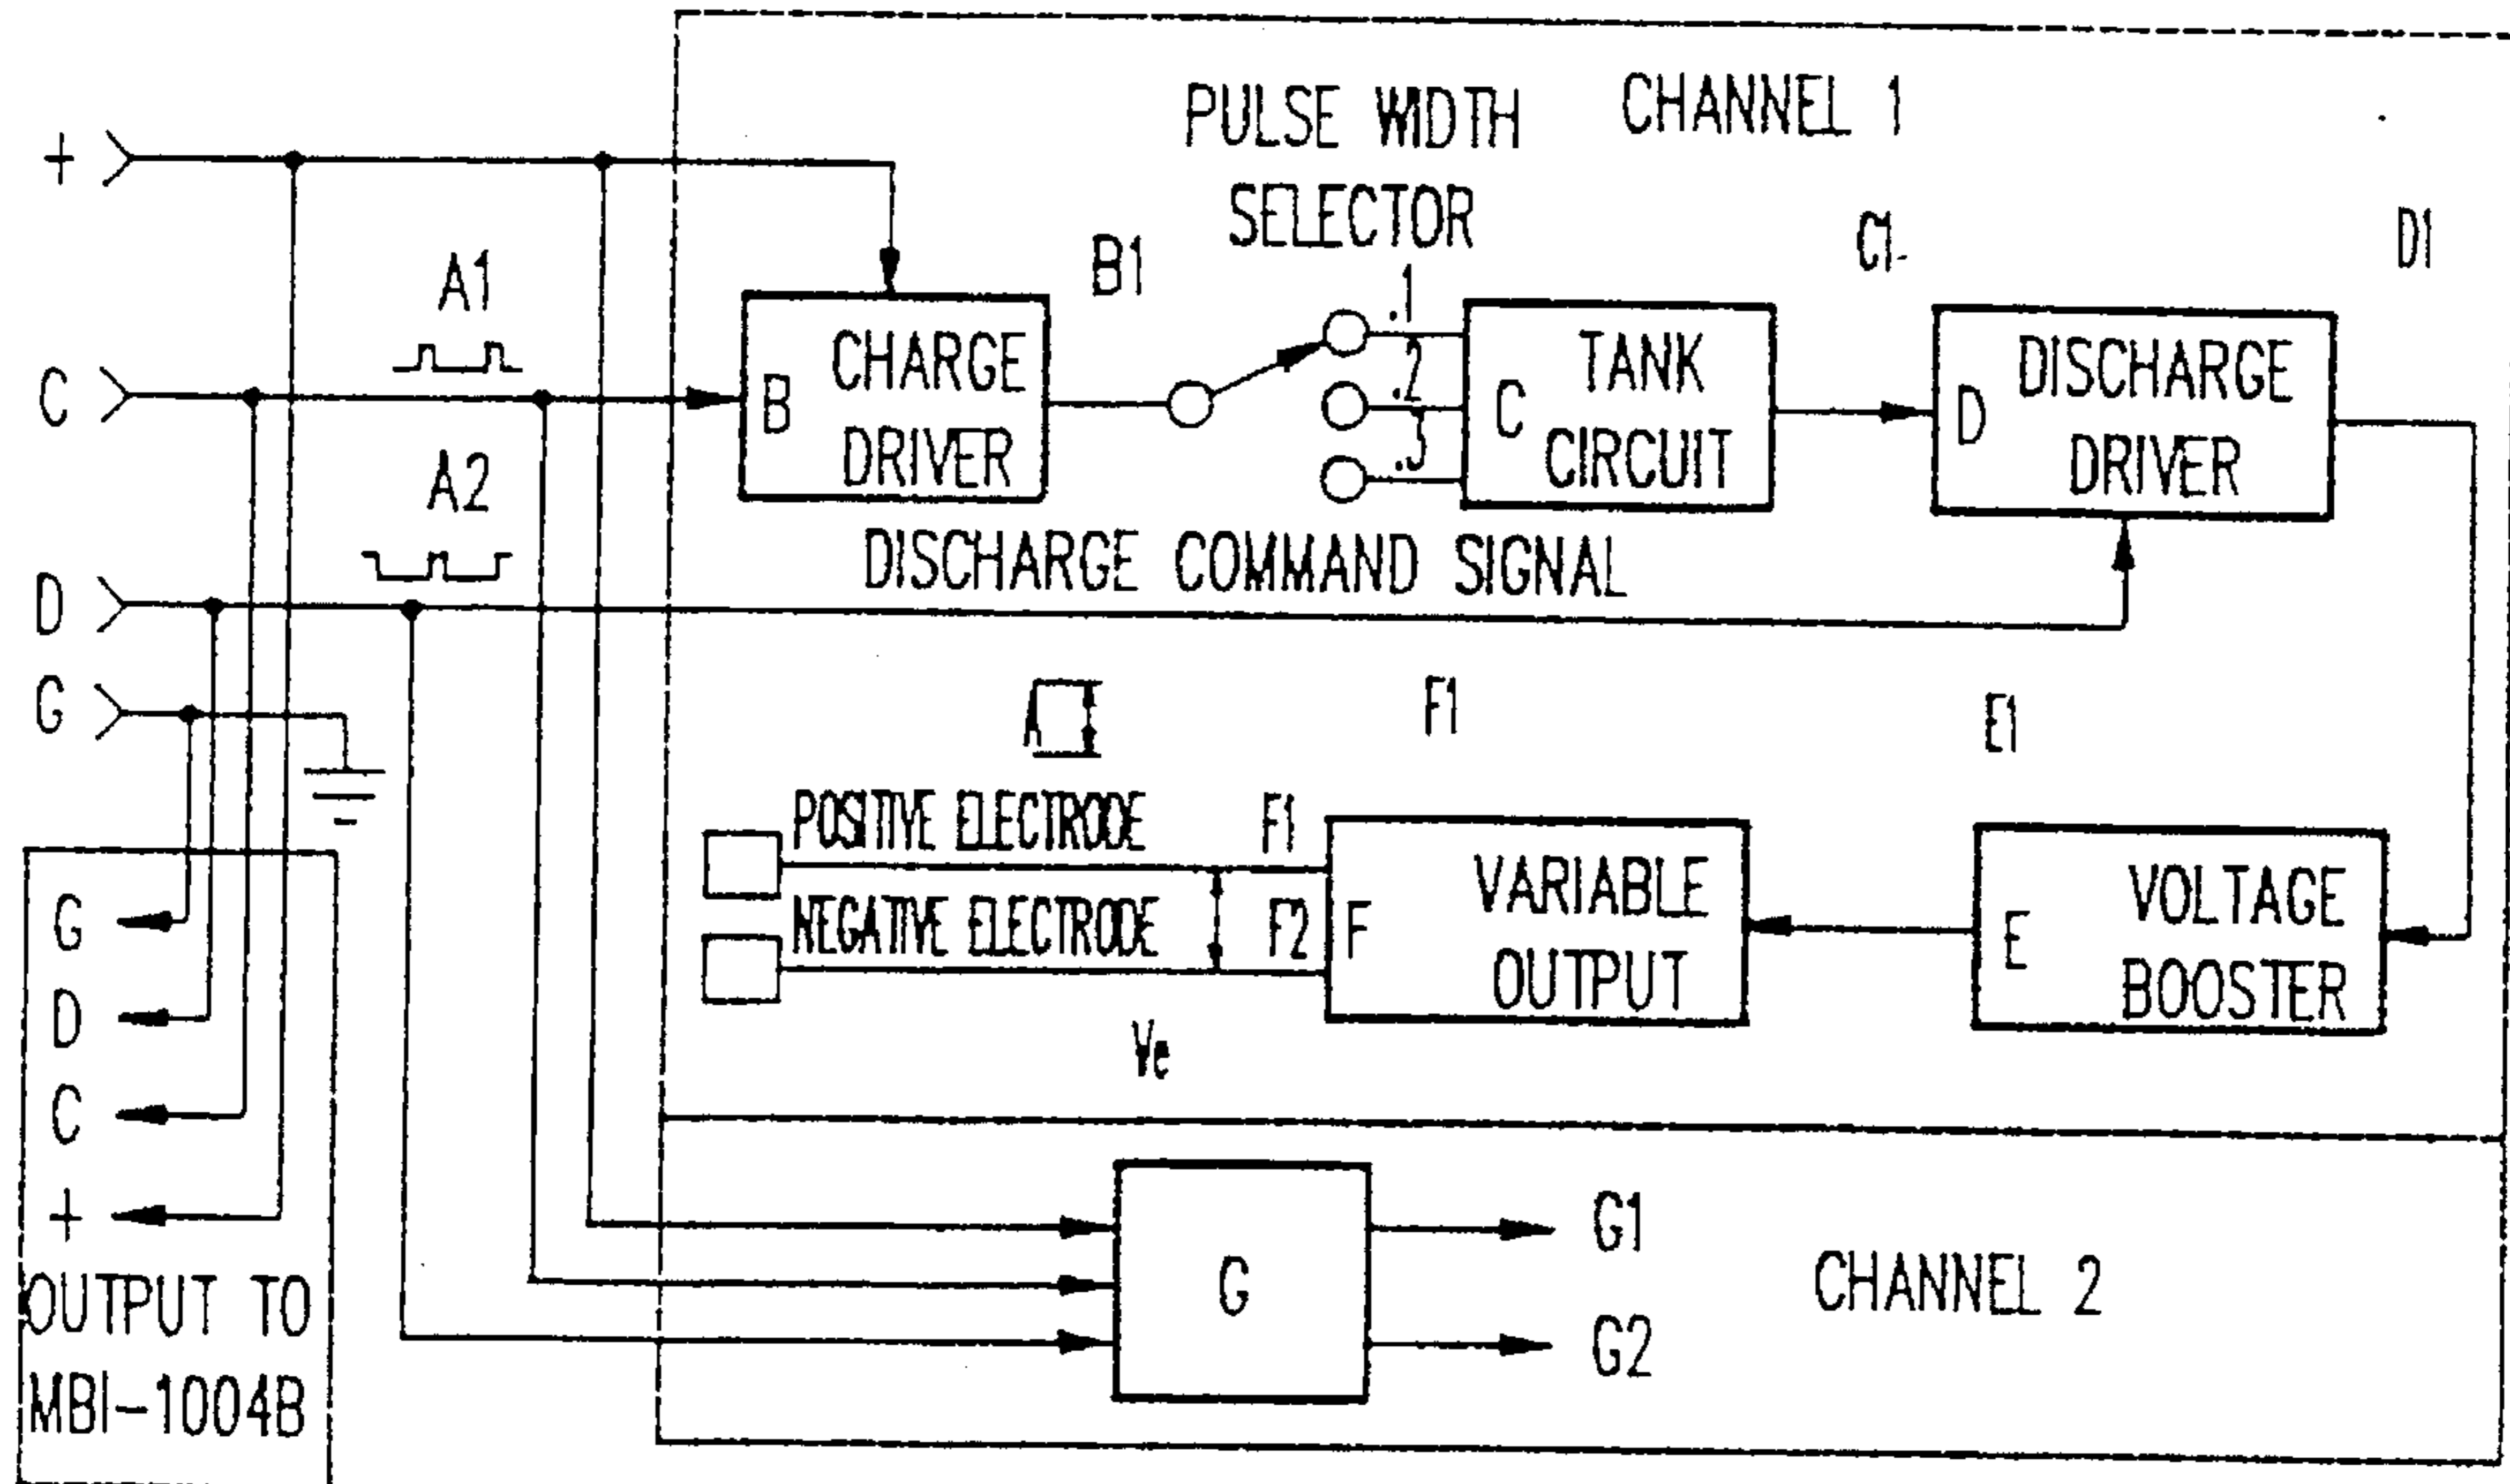 PULSE WIDTH
SELECTOR
CHANNEL 1
+
A1
B1
C1
D1
.1
.2
.3
C
B
CHARGE
DRIVER
C
TANK
CIRCUIT
D
DISCHARGE
DRIVER
A2
DISCHARGE COMMAND SIGNAL
D
G
F1
E1
POSITIVE ELECTRODE
F1
NEGATIVE ELECTRODE
F2
F
VARIABLE
OUTPUT
E
VOLTAGE
BOOSTER
Ve
G
D
C
+
OUTPUT TO
MBI-1004B
G
G1
G2
CHANNEL 2